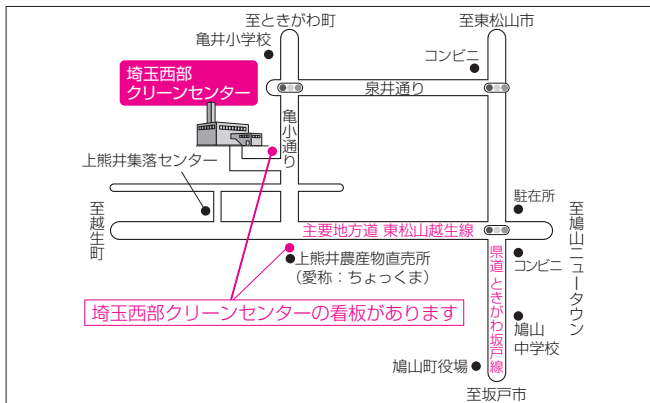 至ときがわ町
至東松山市
亀井小学校
コンビニ
埼玉西部
クリーンセンター
泉井通り
亀小通り
上熊井集落センター
駐在所
至越生町
主要地方道 東松山越生線
至鳩山ニュータウン
上熊井農産物直売所
（愛称：ちょっくま）
県道 ときがわ坂戸線
コンビニ
埼玉西部クリーンセンターの看板があります
鳩山
中学校
鳩山町役場
至坂戸市